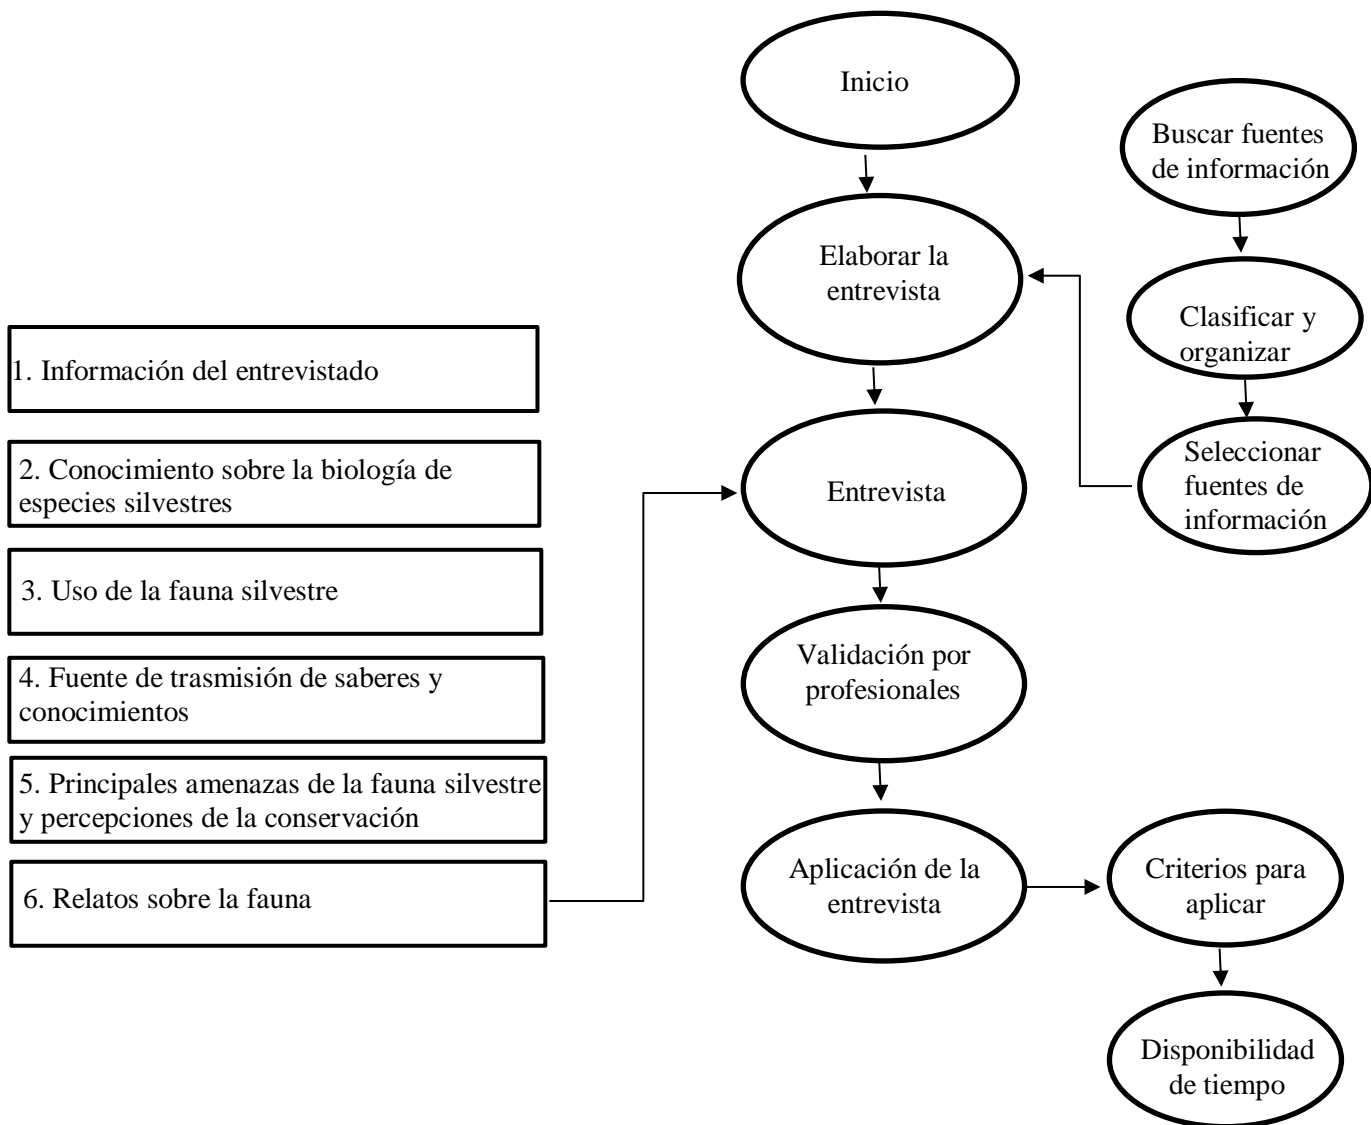 Inicio
Buscar fuentes
de información
Elaborar la
entrevista
Clasificar y
organizar
Seleccionar
fuentes de
información
1. Información del entrevistado
2. Conocimiento sobre la biología de
especies silvestres
3. Uso de la fauna silvestre
4. Fuente de trasmisión de saberes y
conocimientos
5. Principales amenazas de la fauna silvestre
y percepciones de la conservación
6. Relatos sobre la fauna
Entrevista
Validación por
profesionales
Aplicación de la
entrevista
Criterios para
aplicar
Disponibilidad
de tiempo